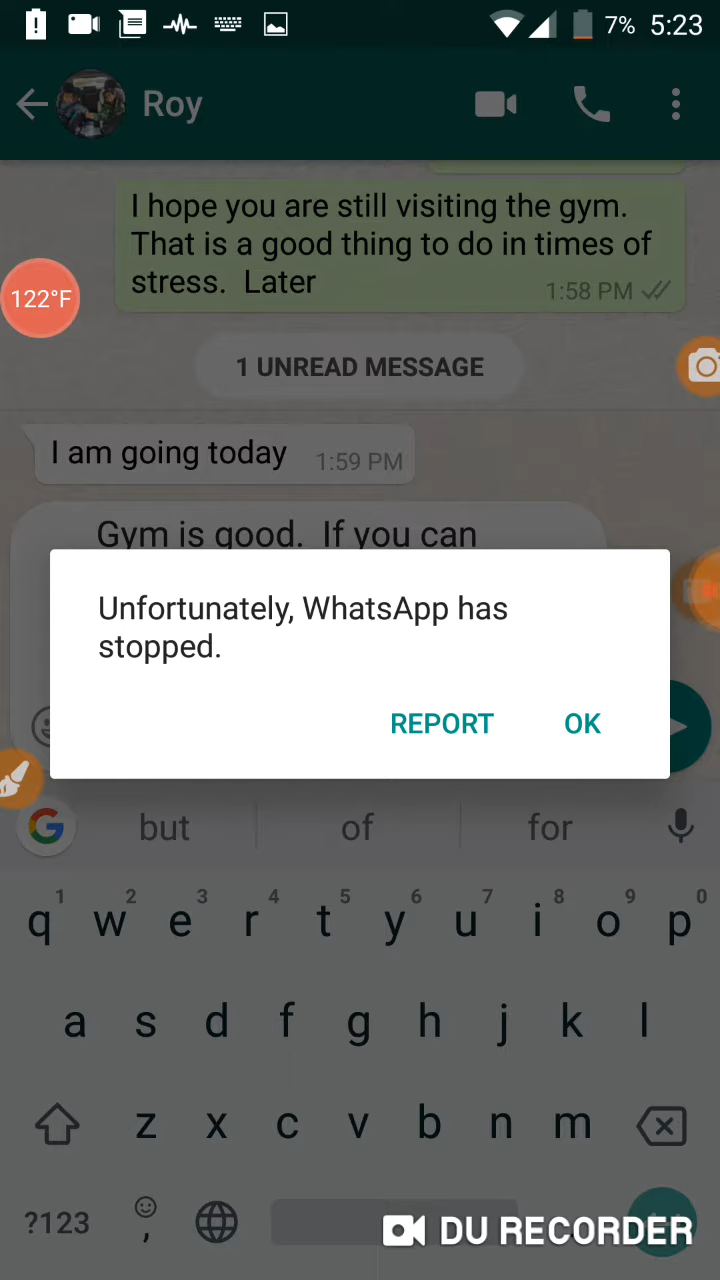 7% 5:23
Roy
I hope you are still visiting the gym.
That is a good thing to do in times of
stress.  Later
1:58 PM
122°F
1 UNREAD MESSAGE
I am going today 1:59 PM
Gym is good.  If you can
Unfortunately, WhatsApp has
stopped.
REPORT OK
G but of for
1 2 3 4 5 6 7 8 9 0
q w e r t y u i o p
a s d f g h j k l
z x c v b n m
?123 , DU RECORDER